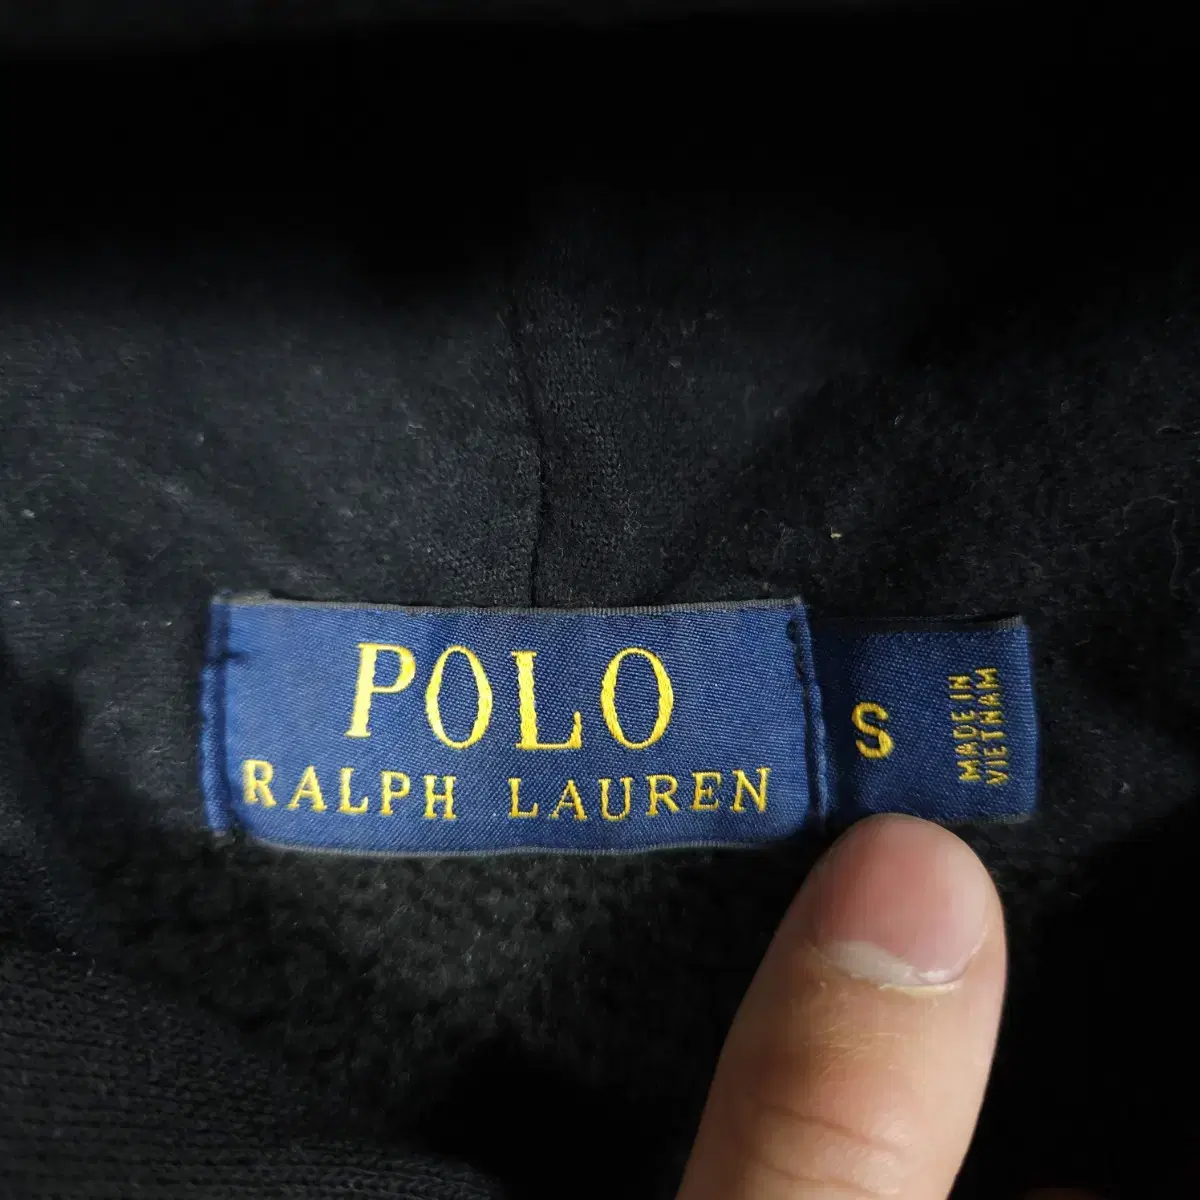 POLO
RALPH LAUREN
S
MADE IN
VIETNAM